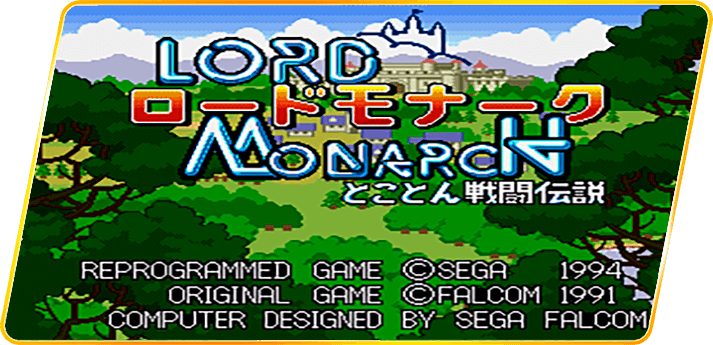 LORD
ロードモナーク
MONARCH
とことん戦闘伝説
REPROGRAMMED GAME ©SEGA 1994
ORIGINAL GAME ©FALCOM 1991
COMPUTER DESIGNED BY SEGA FALCOM